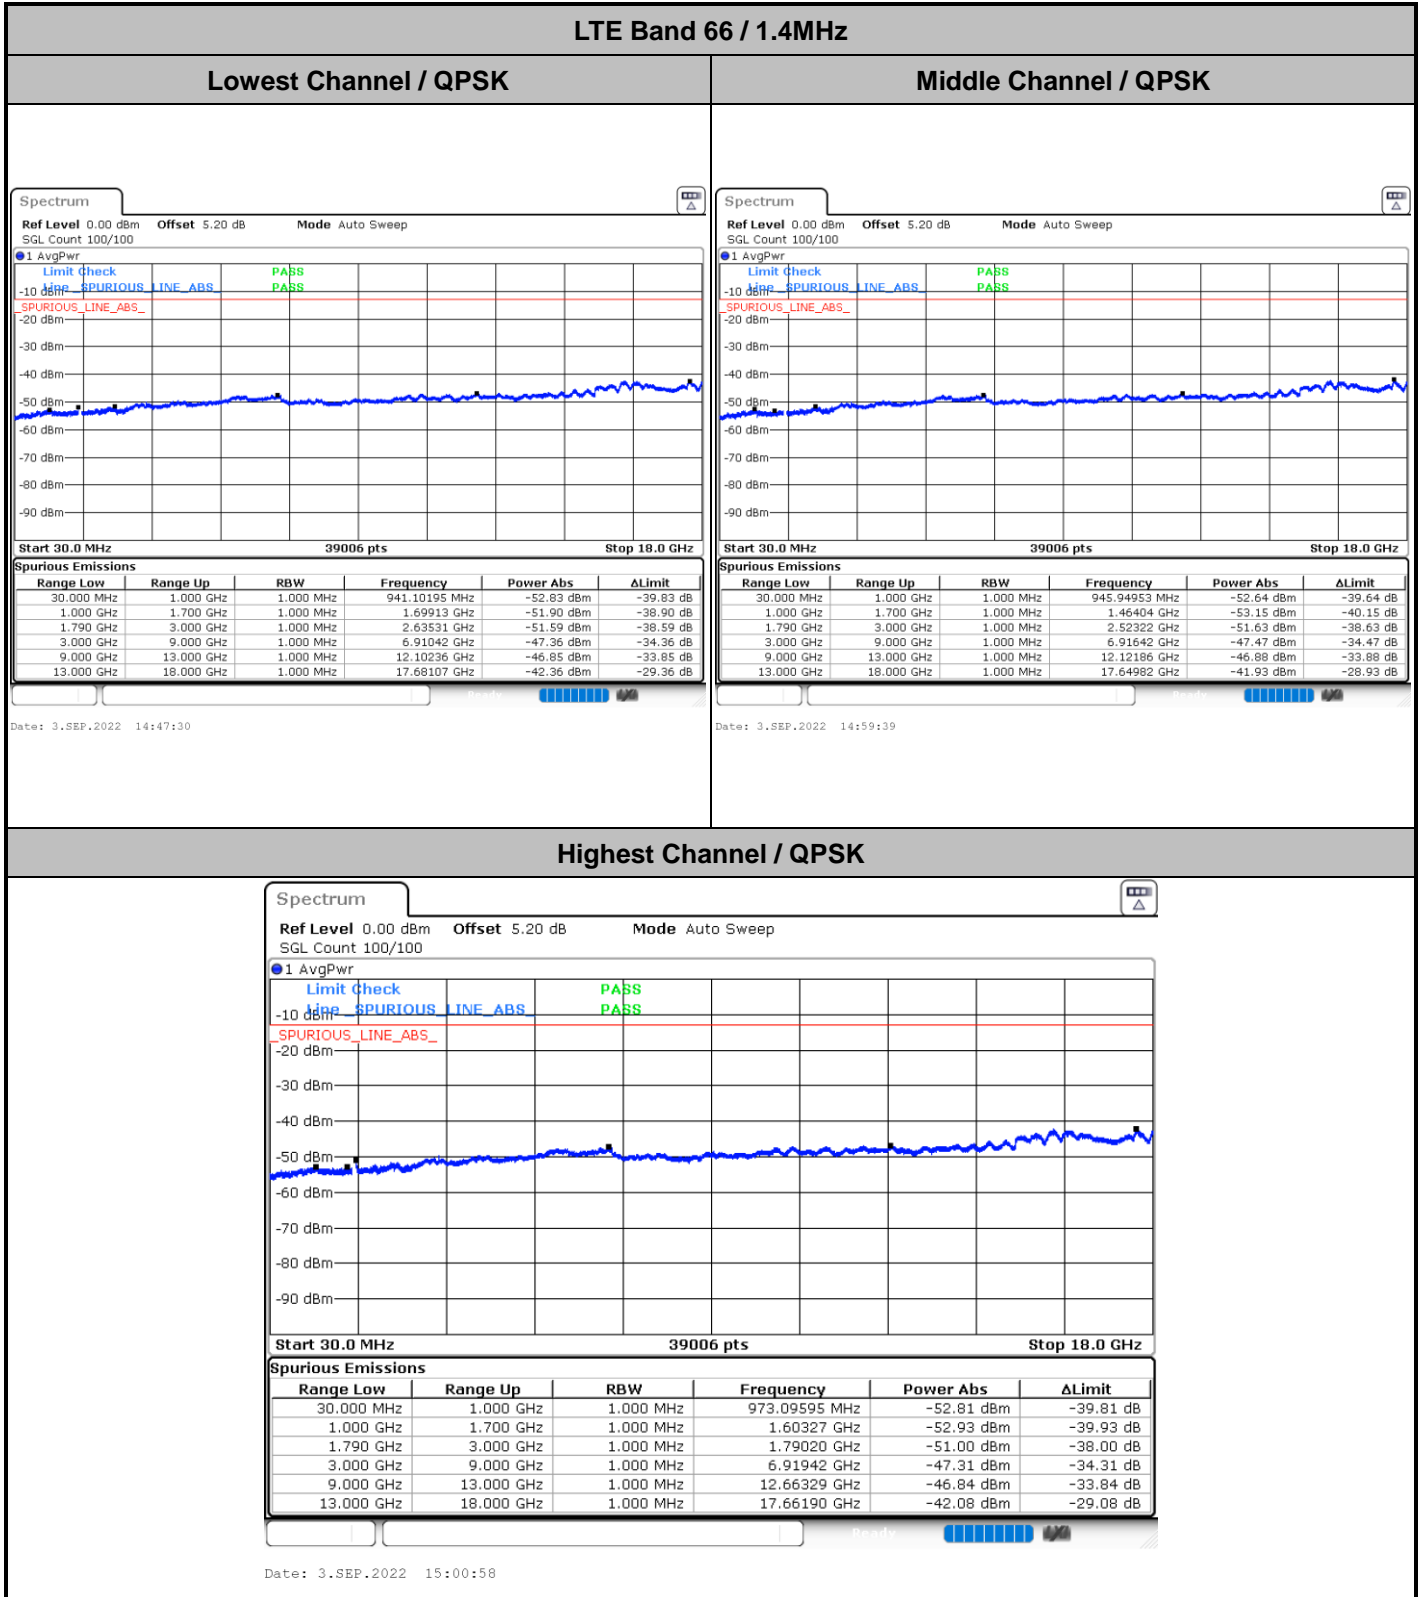 LTE Band 66 / 1.4MHz
Lowest Channel / QPSK
Middle Channel / QPSK
Spectrum
Ref Level 0.00 dBm Offset 5.20 dB Mode Auto Sweep
SGL Count 100/100
1 AvgPwr
Limit Check PASS
Line _SPURIOUS_LINE_ABS_ PASS
-10 dBm
_SPURIOUS_LINE_ABS_
-20 dBm
-30 dBm
-40 dBm
-50 dBm
-60 dBm
-70 dBm
-80 dBm
-90 dBm
Start 30.0 MHz 39006 pts Stop 18.0 GHz
Spurious Emissions
Range Low Range Up RBW Frequency Power Abs ΔLimit
30.000 MHz 1.000 GHz 1.000 MHz 941.10195 MHz -52.83 dBm -39.83 dB
1.000 GHz 1.700 GHz 1.000 MHz 1.69913 GHz -51.90 dBm -38.90 dB
1.790 GHz 3.000 GHz 1.000 MHz 2.63531 GHz -51.59 dBm -38.59 dB
3.000 GHz 9.000 GHz 1.000 MHz 6.91042 GHz -47.36 dBm -34.36 dB
9.000 GHz 13.000 GHz 1.000 MHz 12.10236 GHz -46.85 dBm -33.85 dB
13.000 GHz 18.000 GHz 1.000 MHz 17.68107 GHz -42.36 dBm -29.36 dB
Ready
Date: 3.SEP.2022 14:47:30
Spectrum
Ref Level 0.00 dBm Offset 5.20 dB Mode Auto Sweep
SGL Count 100/100
1 AvgPwr
Limit Check PASS
Line _SPURIOUS_LINE_ABS_ PASS
-10 dBm
_SPURIOUS_LINE_ABS_
-20 dBm
-30 dBm
-40 dBm
-50 dBm
-60 dBm
-70 dBm
-80 dBm
-90 dBm
Start 30.0 MHz 39006 pts Stop 18.0 GHz
Spurious Emissions
Range Low Range Up RBW Frequency Power Abs ΔLimit
30.000 MHz 1.000 GHz 1.000 MHz 945.94953 MHz -52.64 dBm -39.64 dB
1.000 GHz 1.700 GHz 1.000 MHz 1.46404 GHz -53.15 dBm -40.15 dB
1.790 GHz 3.000 GHz 1.000 MHz 2.52322 GHz -51.63 dBm -38.63 dB
3.000 GHz 9.000 GHz 1.000 MHz 6.91642 GHz -47.47 dBm -34.47 dB
9.000 GHz 13.000 GHz 1.000 MHz 12.12186 GHz -46.88 dBm -33.88 dB
13.000 GHz 18.000 GHz 1.000 MHz 17.64982 GHz -41.93 dBm -28.93 dB
Ready
Date: 3.SEP.2022 14:59:39
Highest Channel / QPSK
Spectrum
Ref Level 0.00 dBm Offset 5.20 dB Mode Auto Sweep
SGL Count 100/100
1 AvgPwr
Limit Check PASS
Line _SPURIOUS_LINE_ABS_ PASS
-10 dBm
_SPURIOUS_LINE_ABS_
-20 dBm
-30 dBm
-40 dBm
-50 dBm
-60 dBm
-70 dBm
-80 dBm
-90 dBm
Start 30.0 MHz 39006 pts Stop 18.0 GHz
Spurious Emissions
Range Low Range Up RBW Frequency Power Abs ΔLimit
30.000 MHz 1.000 GHz 1.000 MHz 973.09595 MHz -52.81 dBm -39.81 dB
1.000 GHz 1.700 GHz 1.000 MHz 1.60327 GHz -52.93 dBm -39.93 dB
1.790 GHz 3.000 GHz 1.000 MHz 1.79020 GHz -51.00 dBm -38.00 dB
3.000 GHz 9.000 GHz 1.000 MHz 6.91942 GHz -47.31 dBm -34.31 dB
9.000 GHz 13.000 GHz 1.000 MHz 12.66329 GHz -46.84 dBm -33.84 dB
13.000 GHz 18.000 GHz 1.000 MHz 17.66190 GHz -42.08 dBm -29.08 dB
Ready
Date: 3.SEP.2022 15:00:58